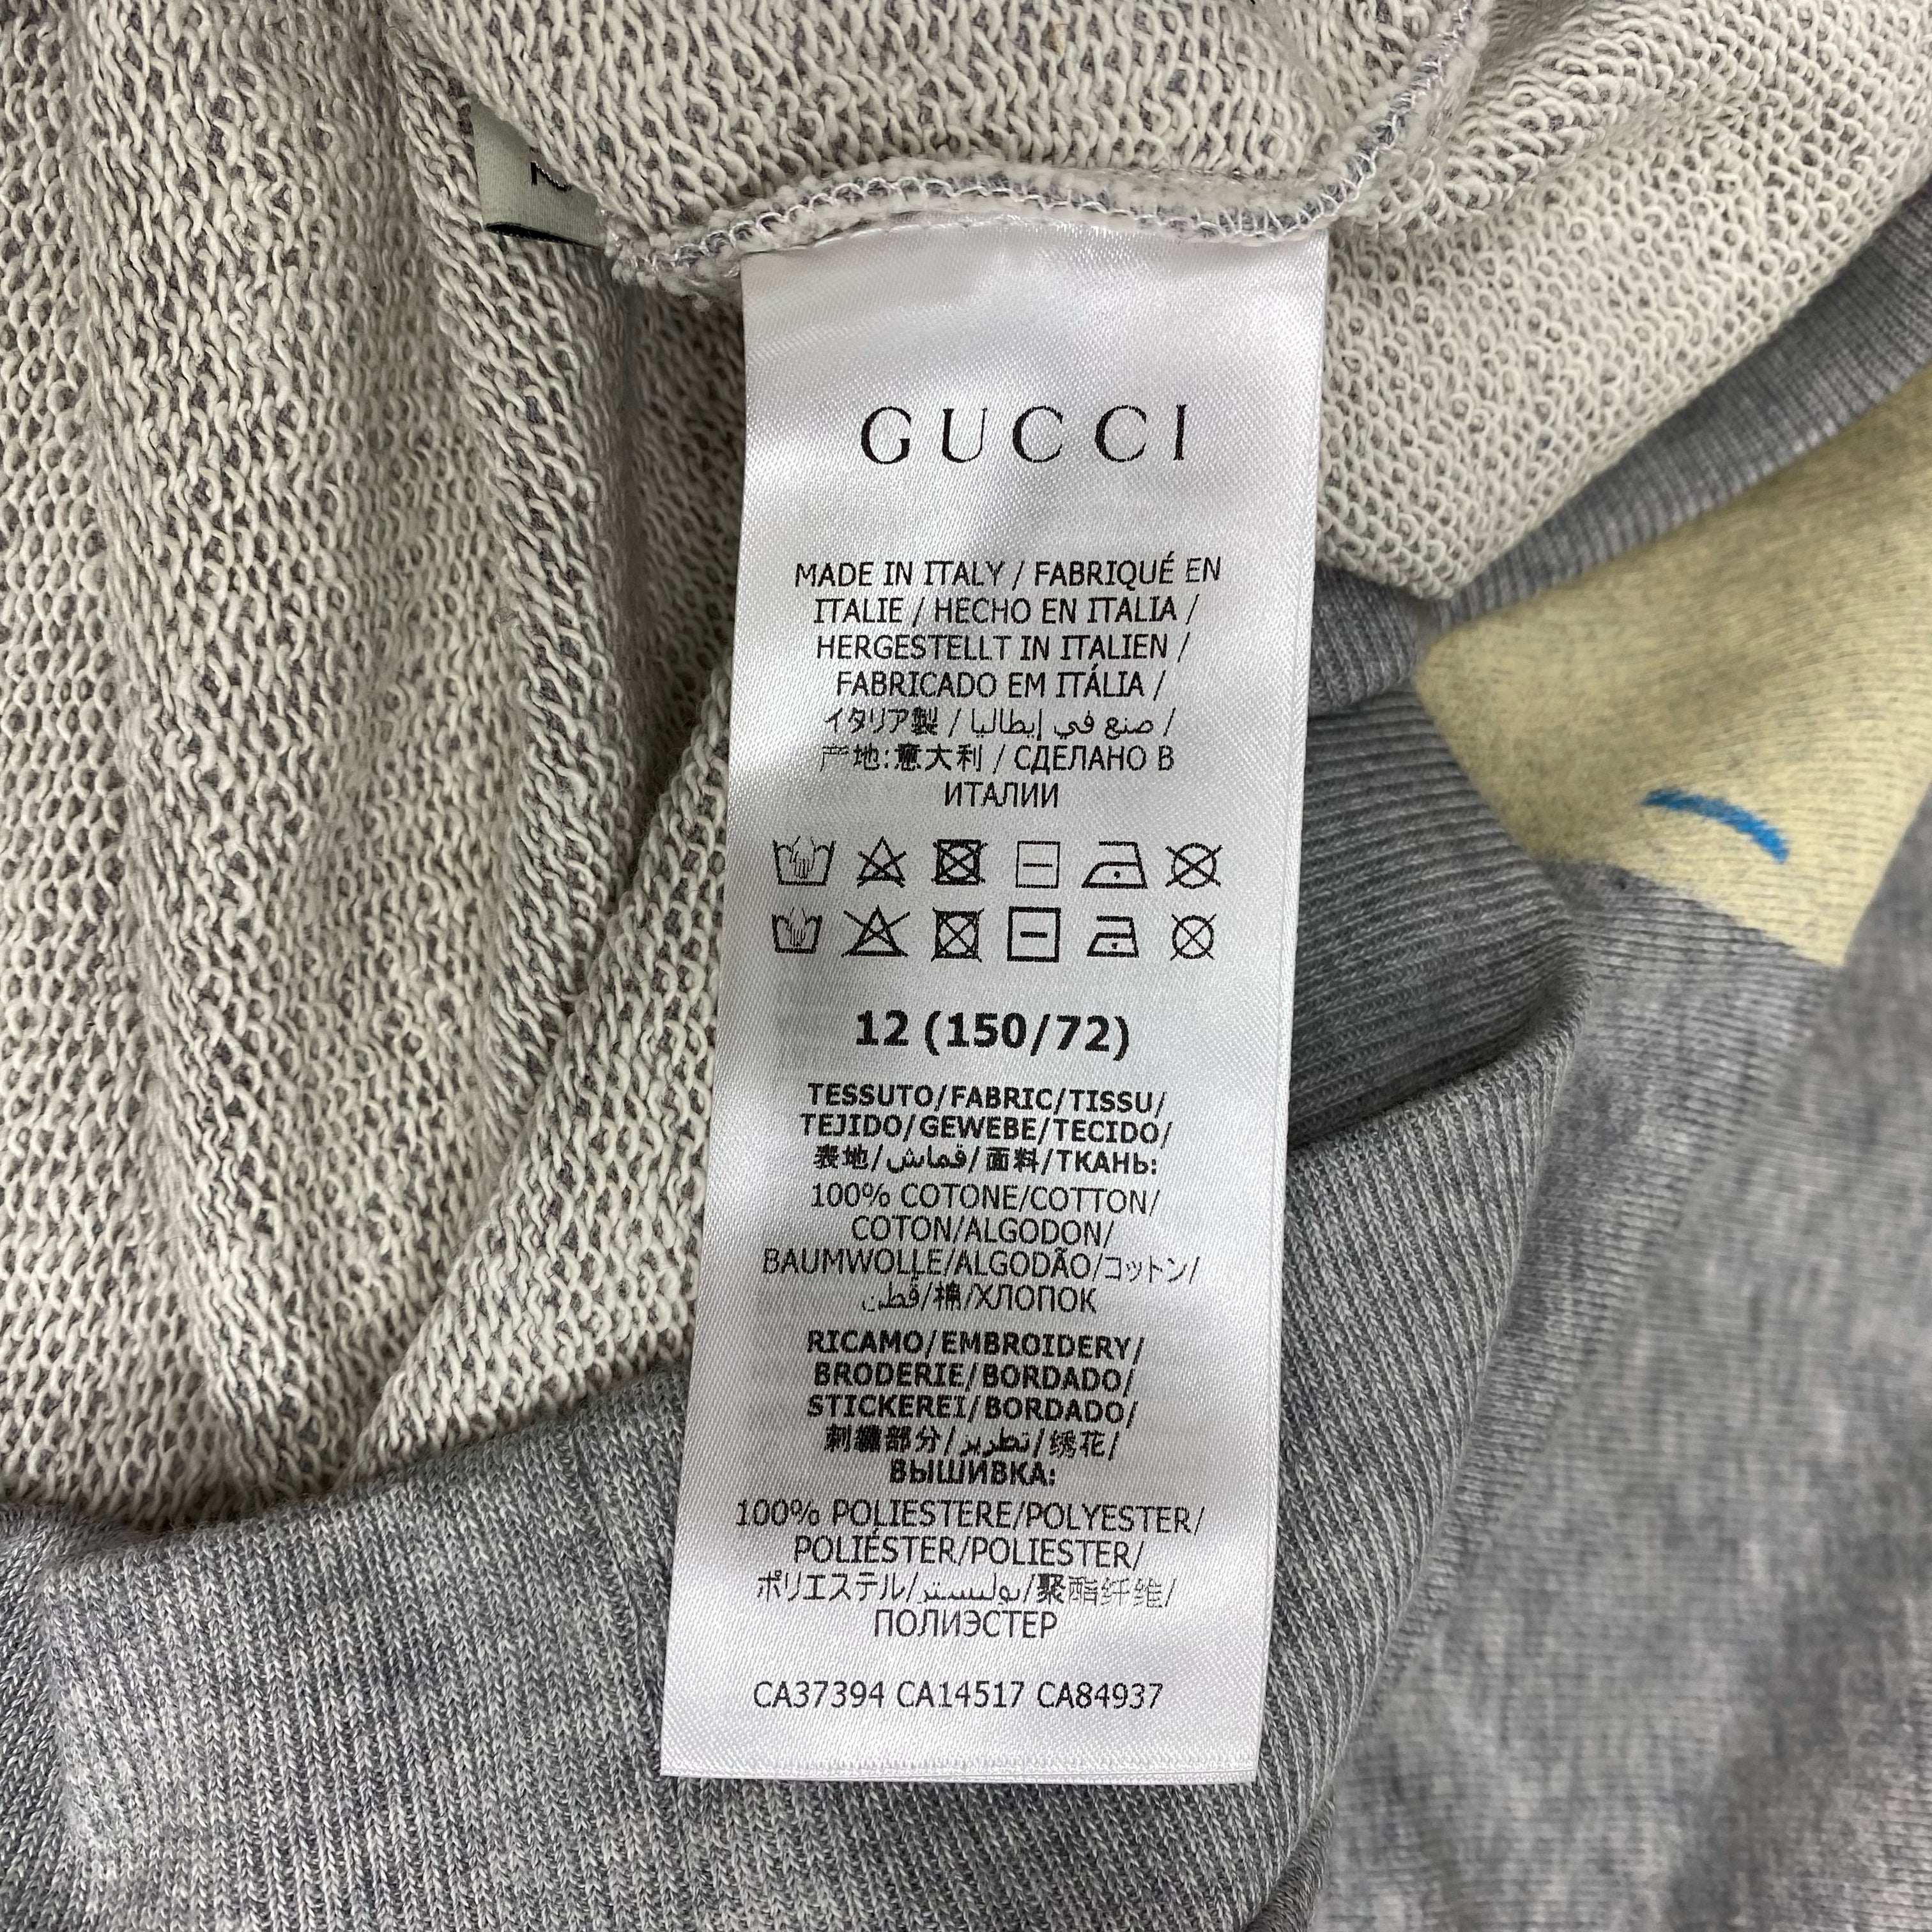 GUCCI
MADE IN ITALY / FABRIQUÉ EN
ITALIE / HECHO EN ITALIA /
HERGESTELLT IN ITALIEN /
FABRICADO EM ITÁLIA /
イタリア製 / صنع في إيطاليا /
产地:意大利 / СДЕЛАНО В
ИТАЛИИ
12 (150/72)
TESSUTO/FABRIC/TISSU/
TEJIDO/GEWEBE/TECIDO/
表地/قماش/面料/ТКАНЬ:
100% COTONE/COTTON/
COTON/ALGODON/
BAUMWOLLE/ALGODÃO/コットン/
قطن/棉/ХЛОПОК
RICAMO/EMBROIDERY/
BRODERIE/BORDADO/
STICKEREI/BORDADO/
刺繍部分/تطريز/绣花/
ВЫШИВКА:
100% POLIESTERE/POLYESTER/
POLIÉSTER/POLIESTER/
ポリエステル/بوليستر/聚酯纤维/
ПОЛИЭСТЕР
CA37394 CA14517 CA84937